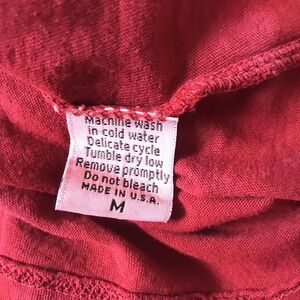 Machine wash
in cold water
Delicate cycle
Tumble dry low
Remove promptly
Do not bleach
MADE IN U.S.A.
M